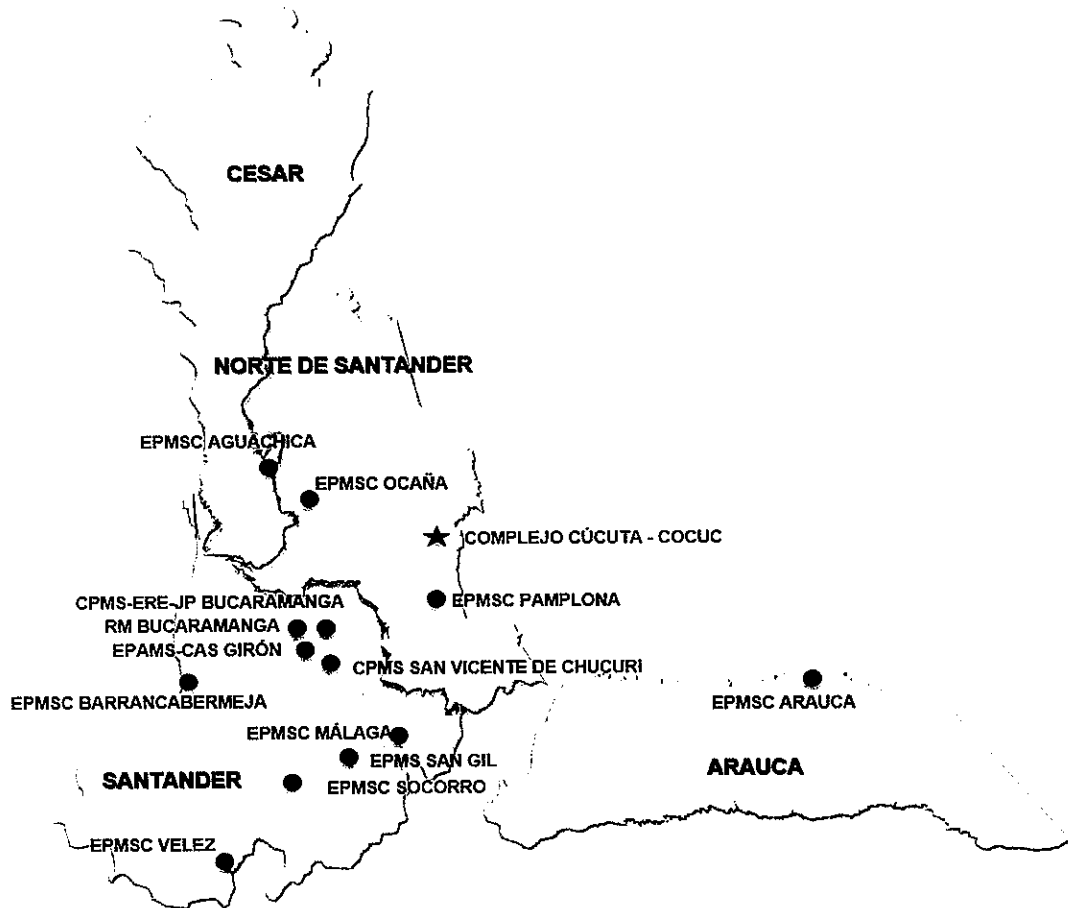 CESAR
NORTE DE SANTANDER
EPMSC AGUACHICA
EPMSC OCAÑA
COMPLEJO CÚCUTA - COCUC
CPMS-ERE-JP BUCARAMANGA
EPMSC PAMPLONA
RM BUCARAMANGA
EPAMS-CAS GIRÓN
CPMS SAN VICENTE DE CHUCURI
EPMSC BARRANCABERMEJA
EPMSC ARAUCA
EPMSC MÁLAGA
EPMS SAN GIL
SANTANDER
ARAUCA
EPMSC SOCORRO
EPMSC VELEZ